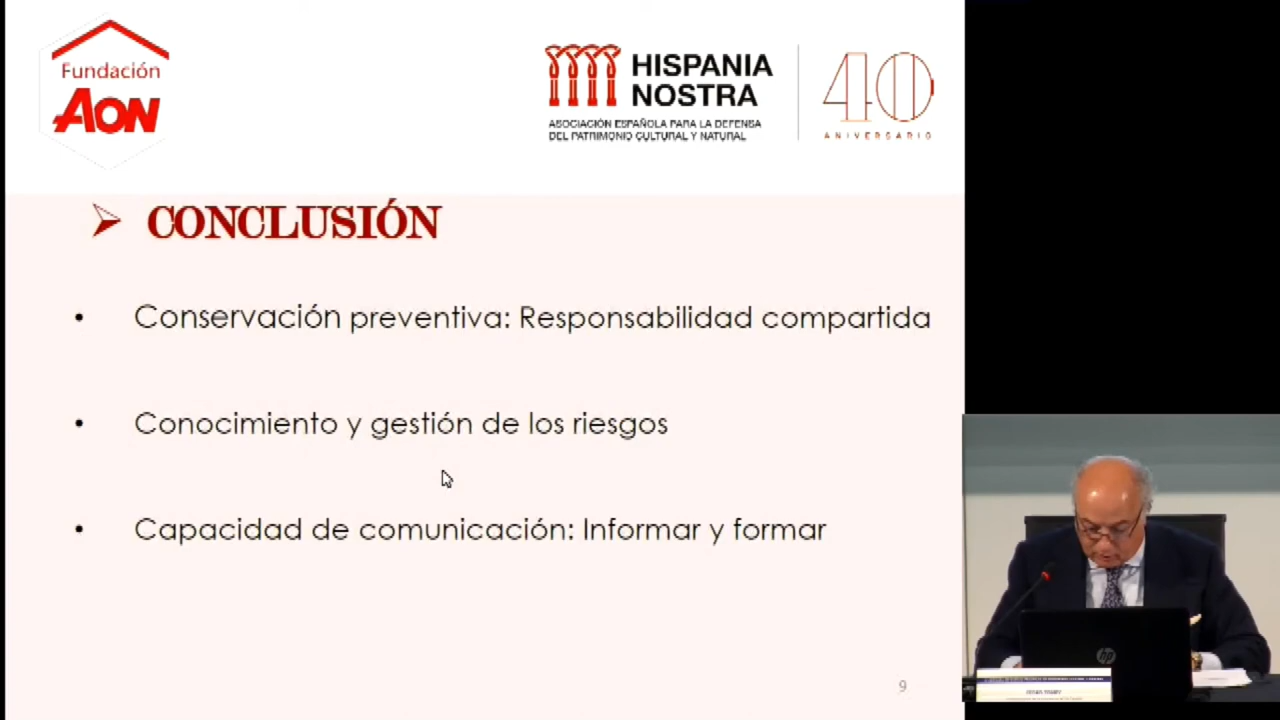 Fundación
AON
HISPANIA
NOSTRA
ASOCIACIÓN ESPAÑOLA PARA LA DEFENSA
DEL PATRIMONIO CULTURAL Y NATURAL
40
ANIVERSARIO
CONCLUSIÓN
• Conservación preventiva: Responsabilidad compartida
• Conocimiento y gestión de los riesgos
• Capacidad de comunicación: Informar y formar
9
hp